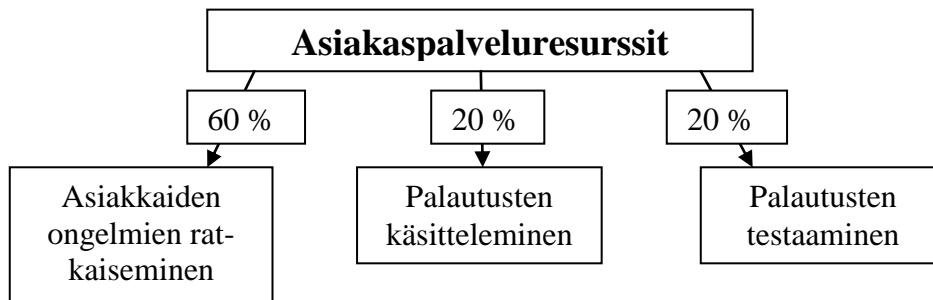 Asiakaspalveluresurssit
60 %
20 %
20 %
Asiakkaiden
ongelmien rat-
kaiseminen
Palautusten
käsitteleminen
Palautusten
testaaminen